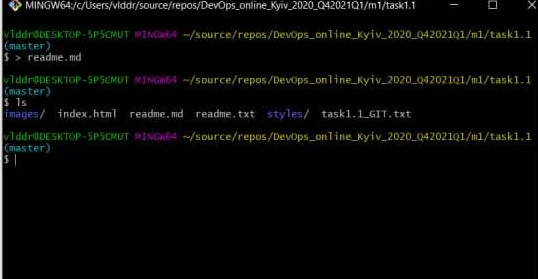 MINGW64:/c/Users/vlddr/source/repos/DevOps_online_Kyiv_2020_Q42021Q1/m1/task1.1
vlddr@DESKTOP-5P5CMUT MINGW64 ~/source/repos/DevOps_online_Kyiv_2020_Q42021Q1/m1/task1.1
(master)
$ > readme.md
vlddr@DESKTOP-5P5CMUT MINGW64 ~/source/repos/DevOps_online_Kyiv_2020_Q42021Q1/m1/task1.1
(master)
$ ls
images/  index.html  readme.md  readme.txt  styles/  task1.1_GIT.txt
vlddr@DESKTOP-5P5CMUT MINGW64 ~/source/repos/DevOps_online_Kyiv_2020_Q42021Q1/m1/task1.1
(master)
$